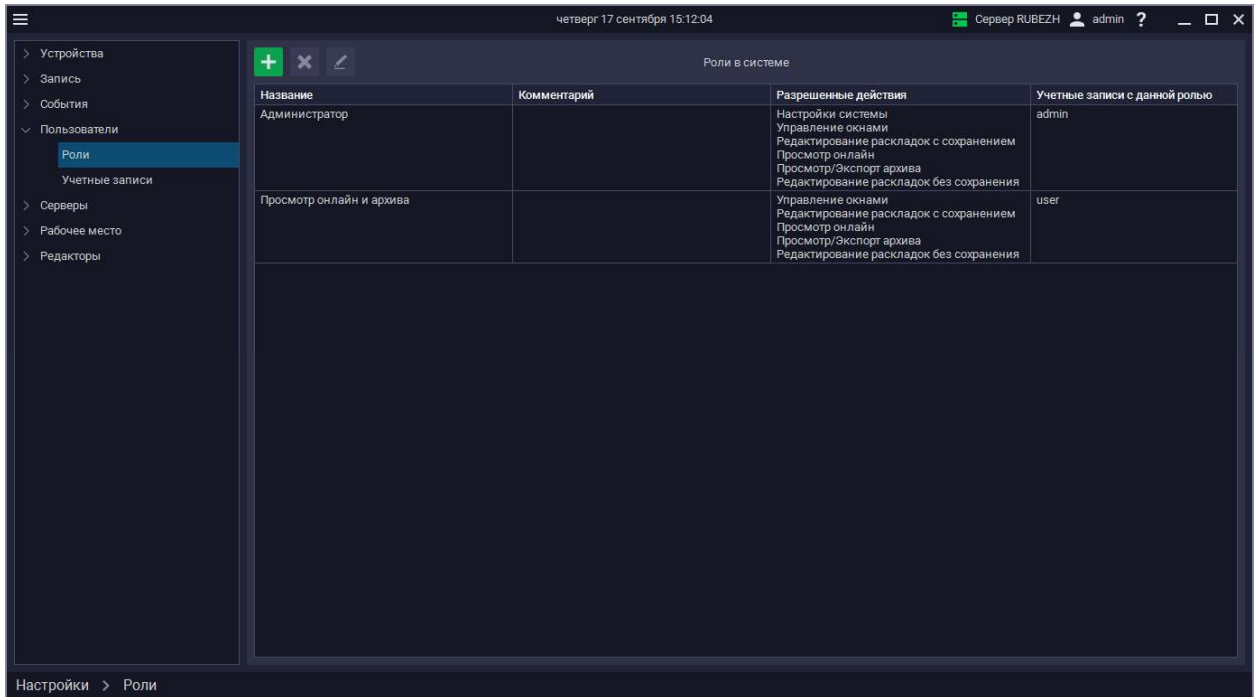 четверг 17 сентября 15:12:04
Сервер RUBEZH admin ?
Устройства
Запись
События
Пользователи
Роли
Учетные записи
Серверы
Рабочее место
Редакторы
Роли в системе
Название Комментарий Разрешенные действия Учетные записи с данной ролью
Администратор Настройки системы admin
Управление окнами
Редактирование раскладок с сохранением
Просмотр онлайн
Просмотр/Экспорт архива
Редактирование раскладок без сохранения
Просмотр онлайн и архива Управление окнами user
Редактирование раскладок с сохранением
Просмотр онлайн
Просмотр/Экспорт архива
Редактирование раскладок без сохранения
Настройки > Роли